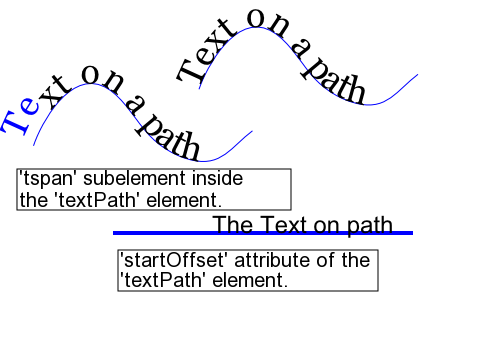 Text on a path
Text on a path
'tspan' subelement inside
the 'textPath' element.
The Text on path
'startOffset' attribute of the
'textPath' element.